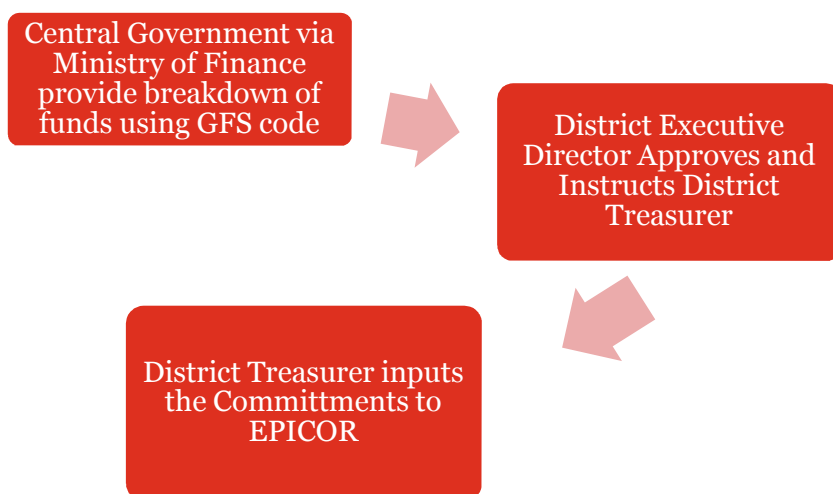 Central Government via
Ministry of Finance
provide breakdown of
funds using GFS code
District Executive
Director Approves and
Instructs District
Treasurer
District Treasurer inputs
the Committments to
EPICOR